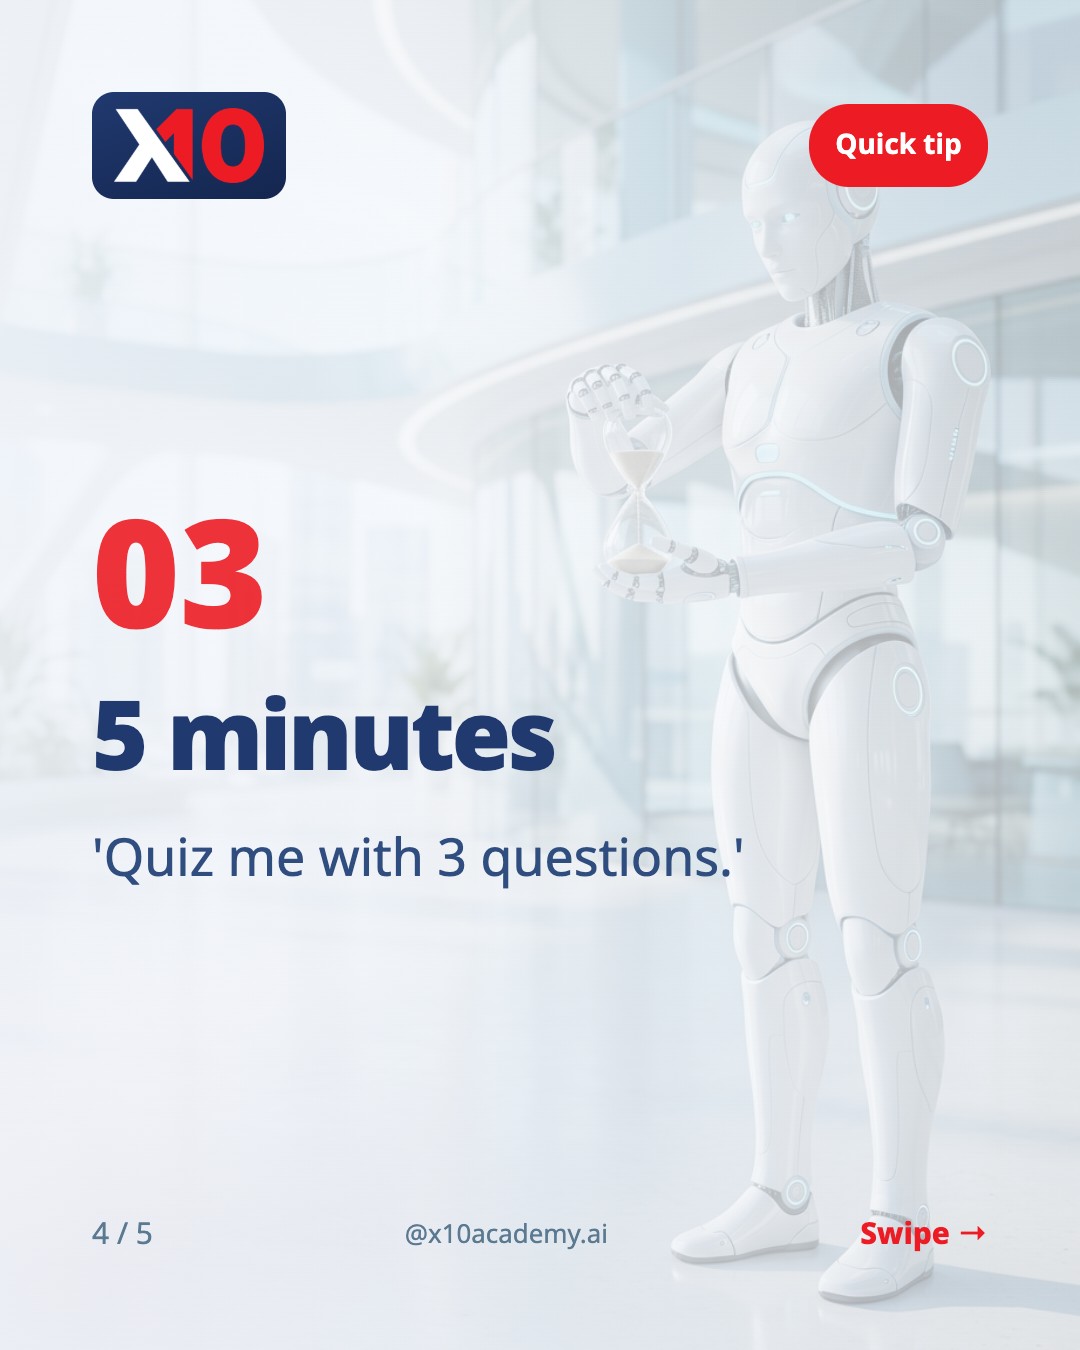 X10
Quick tip
03
5 minutes
'Quiz me with 3 questions.'
4 / 5
@x10academy.ai
Swipe →